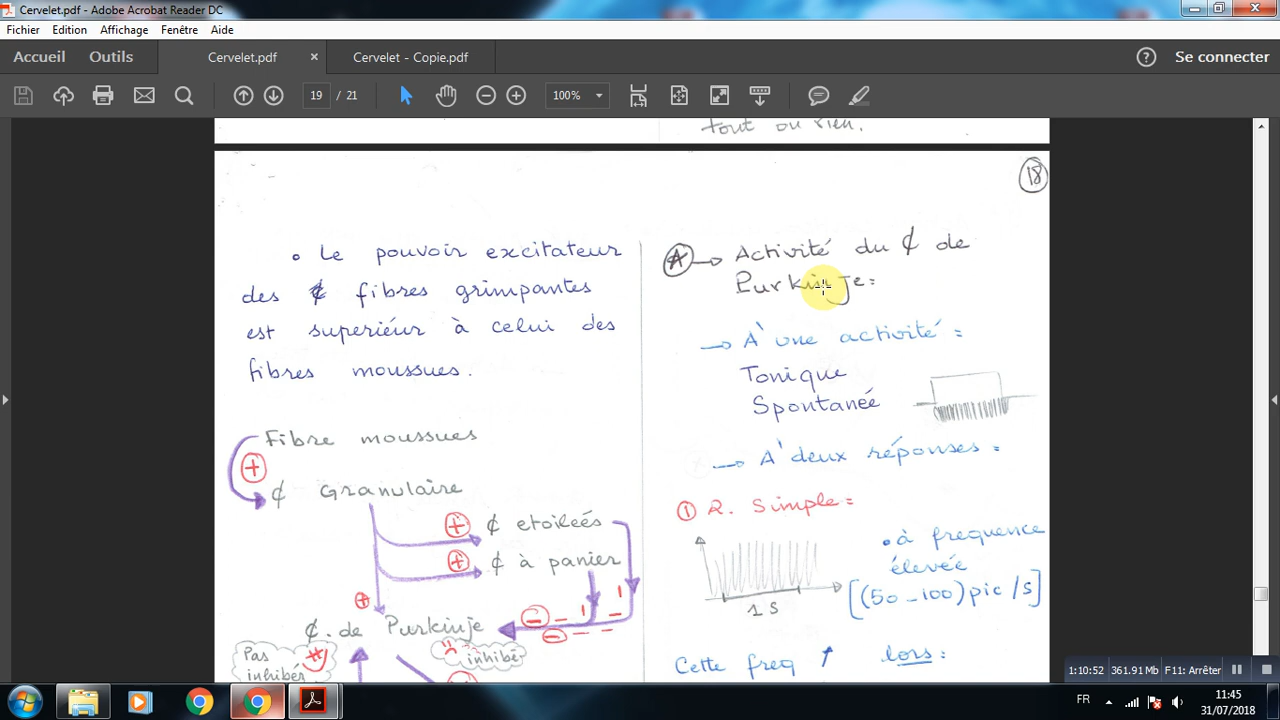 Cervelet.pdf - Adobe Acrobat Reader DC
Fichier Edition Affichage Fenêtre Aide
Accueil Outils Cervelet.pdf × Cervelet - Copie.pdf Se connecter
19 / 21 100%
tout ou rien.
18
• Le pouvoir excitateur
des fibres grimpantes
est superieúr à celui des
fibres moussues.
Fibre moussues
+
¢ Granulaire
+ ¢ etoileés
+ ¢ à panier
+
¢. de Purkinje
Pas
inhibés
inhibé
A → Activité du ¢ de
Purkinje:
→ A une activité:
Tonique
Spontanée
→ A deux réponses:
① R. Simple:
• à frequence
élevée
[(50-100) pic /s]
1 s
Cette freq ↑ lors:
1:10:52 361.91 Mb F11: Arrêter
FR 11:45
31/07/2018